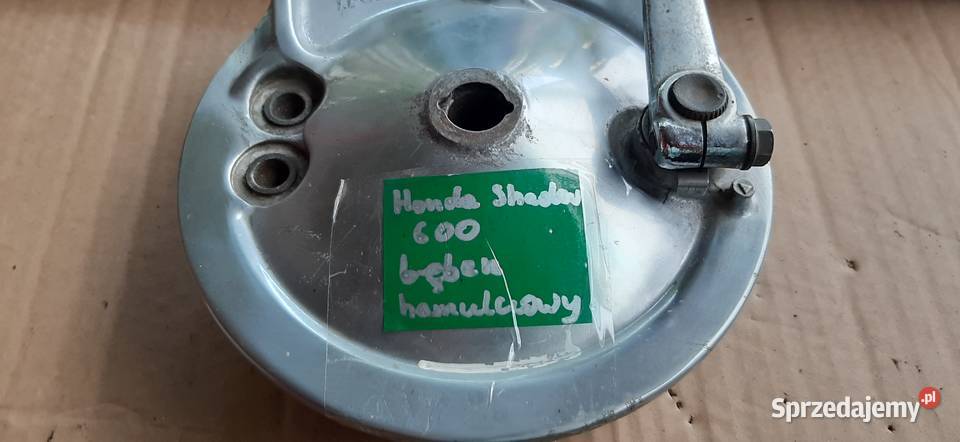 Honda Shadow
600
bęben
hamulcowy
Sprzedajemy.pl